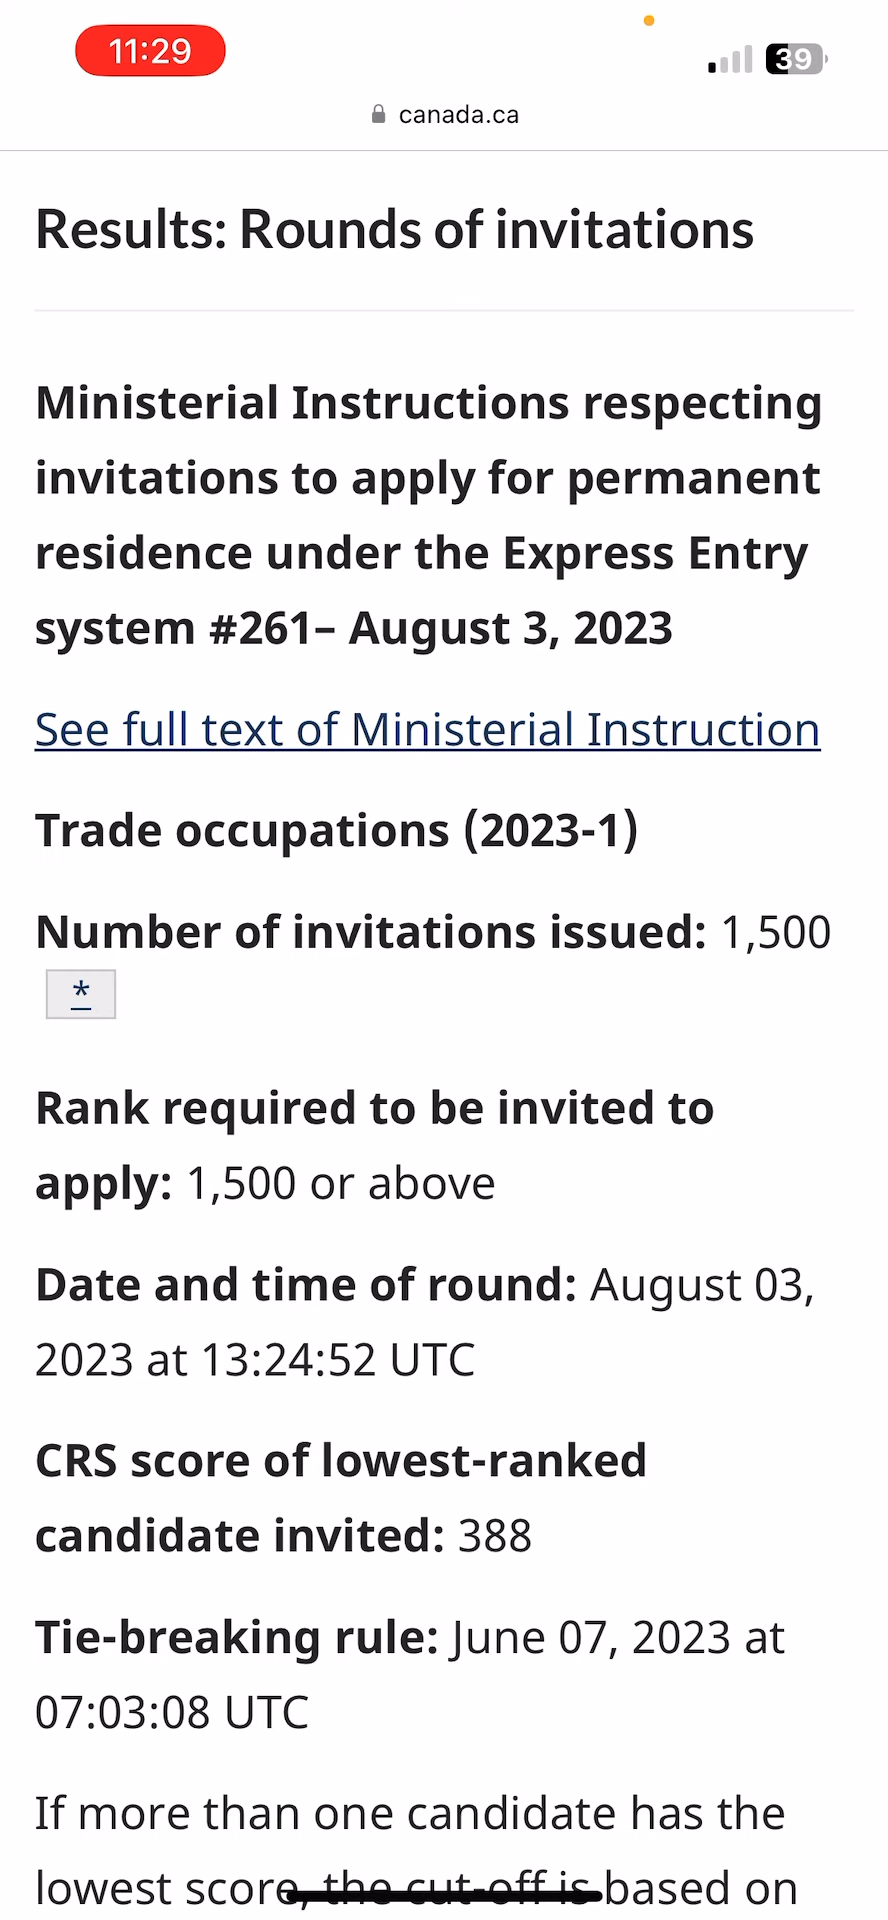 11:29
39
canada.ca
Results: Rounds of invitations
Ministerial Instructions respecting
invitations to apply for permanent
residence under the Express Entry
system #261– August 3, 2023
See full text of Ministerial Instruction
Trade occupations (2023-1)
Number of invitations issued: 1,500
*
Rank required to be invited to
apply: 1,500 or above
Date and time of round: August 03,
2023 at 13:24:52 UTC
CRS score of lowest-ranked
candidate invited: 388
Tie-breaking rule: June 07, 2023 at
07:03:08 UTC
If more than one candidate has the
lowest score, the cut-off is based on